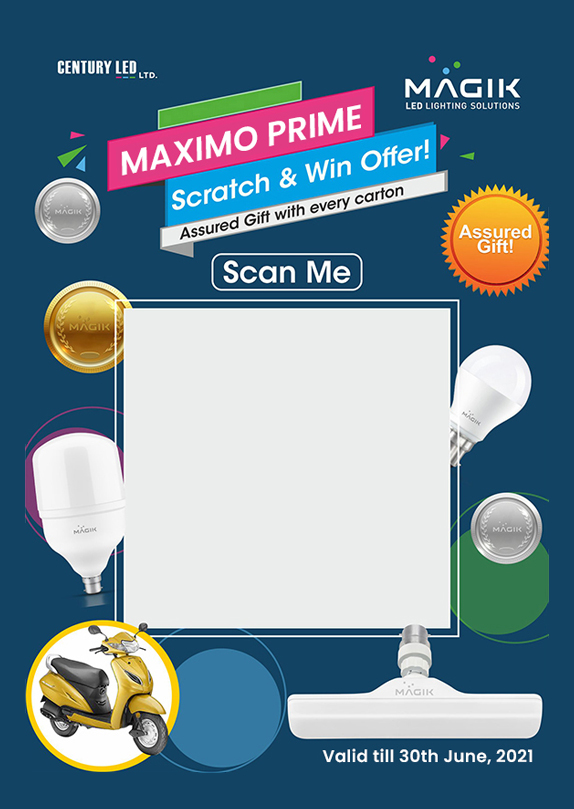 CENTURY LED LTD.
MAGIK
LED LIGHTING SOLUTIONS
MAXIMO PRIME
Scratch & Win Offer!
Assured Gift with every carton
MAGIK
Assured
Gift!
Scan Me
MAGIK
MAGIK
MAGIK
MAGIK
MAGIK
Valid till 30th June, 2021